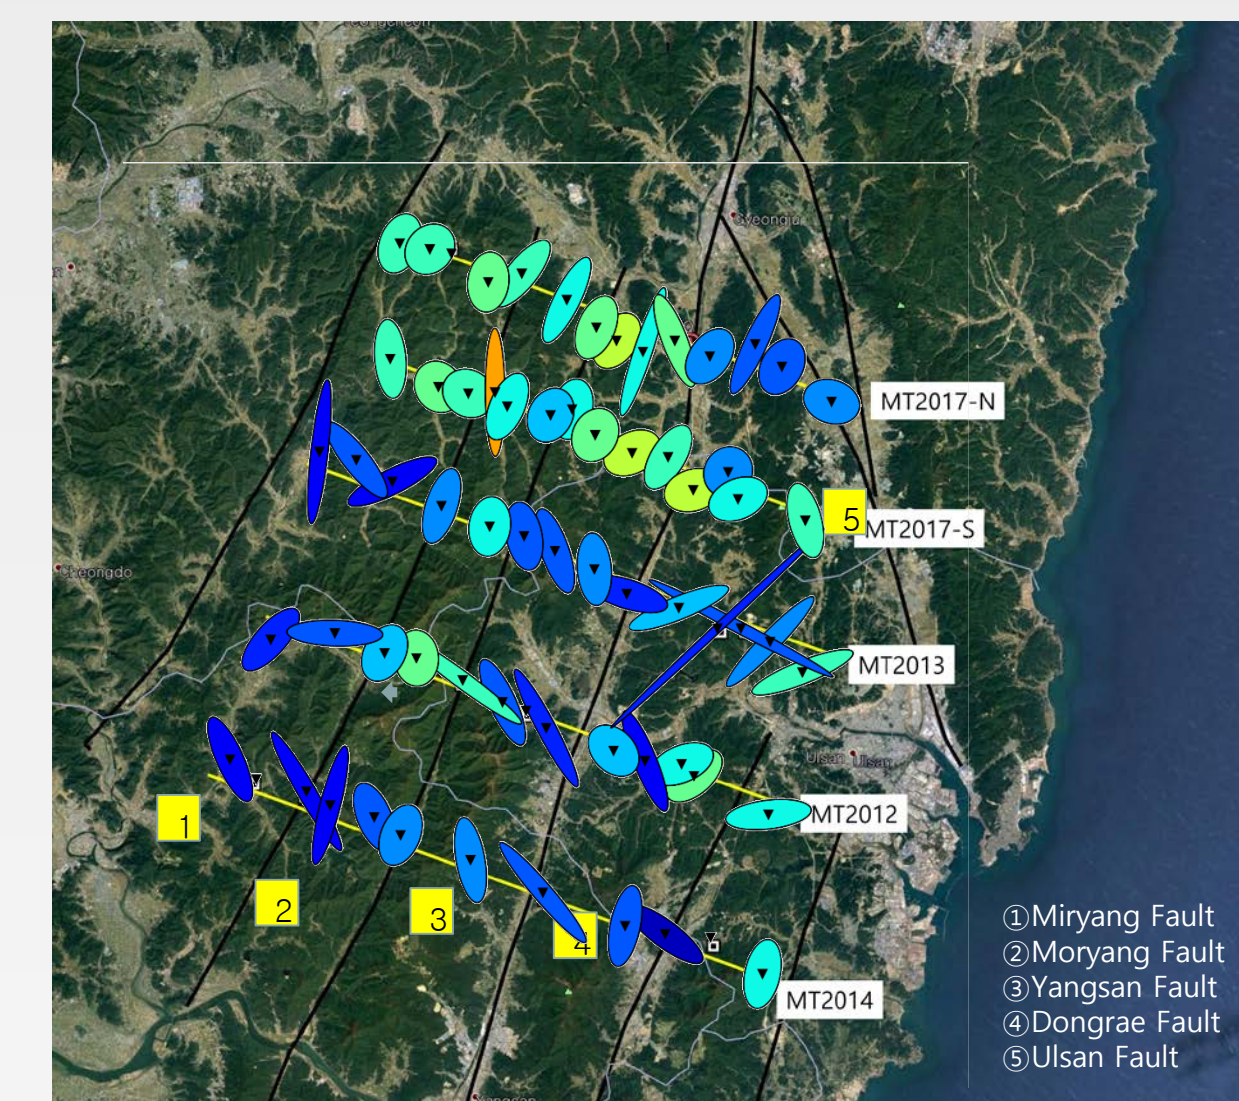 Gyeongju
MT2017-N
5
MT2017-S
Cheongdo
MT2013
Ulsan
Ulsan
MT2012
1
2
3
4
MT2014
①Miryang Fault
②Moryang Fault
③Yangsan Fault
④Dongrae Fault
⑤Ulsan Fault